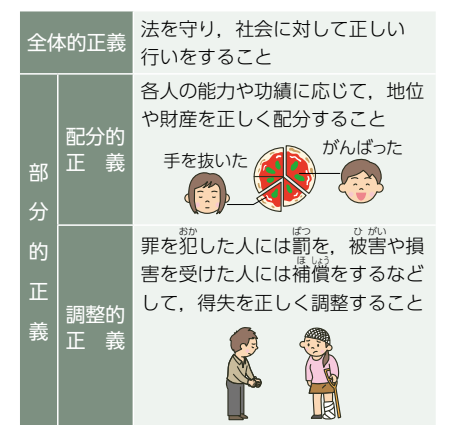 全体的正義
法を守り，社会に対して正しい
行いをすること
部分的正義
配分的
正　義
各人の能力や功績に応じて，地位
や財産を正しく配分すること
手を抜いた
がんばった
調整的
正　義
おか　ばつ　ひ がい
罪を犯した人には罰を，被害や損
ほ しょう
害を受けた人には補償をするなど
して，得失を正しく調整すること